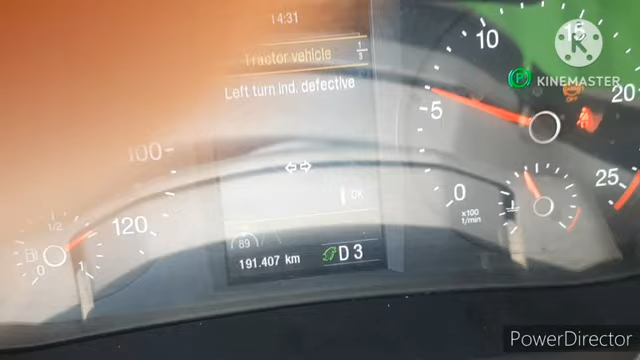 14:31
Tractor vehicle 1/5
Left turn ind. defective
OK
89
191.407 km
D 3
100
120
1/2
0
1
0
5
10
15
20
25
x100
1/min
P
K
KINEMASTER
PowerDirector